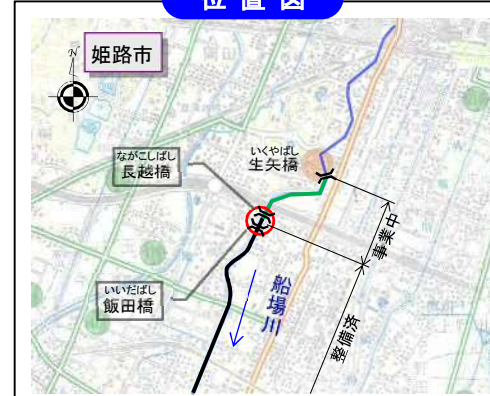 位置図
N
姫路市
ながこしばし
長越橋
いくやばし
生矢橋
いいだばし
飯田橋
船場川
事業中
整備済